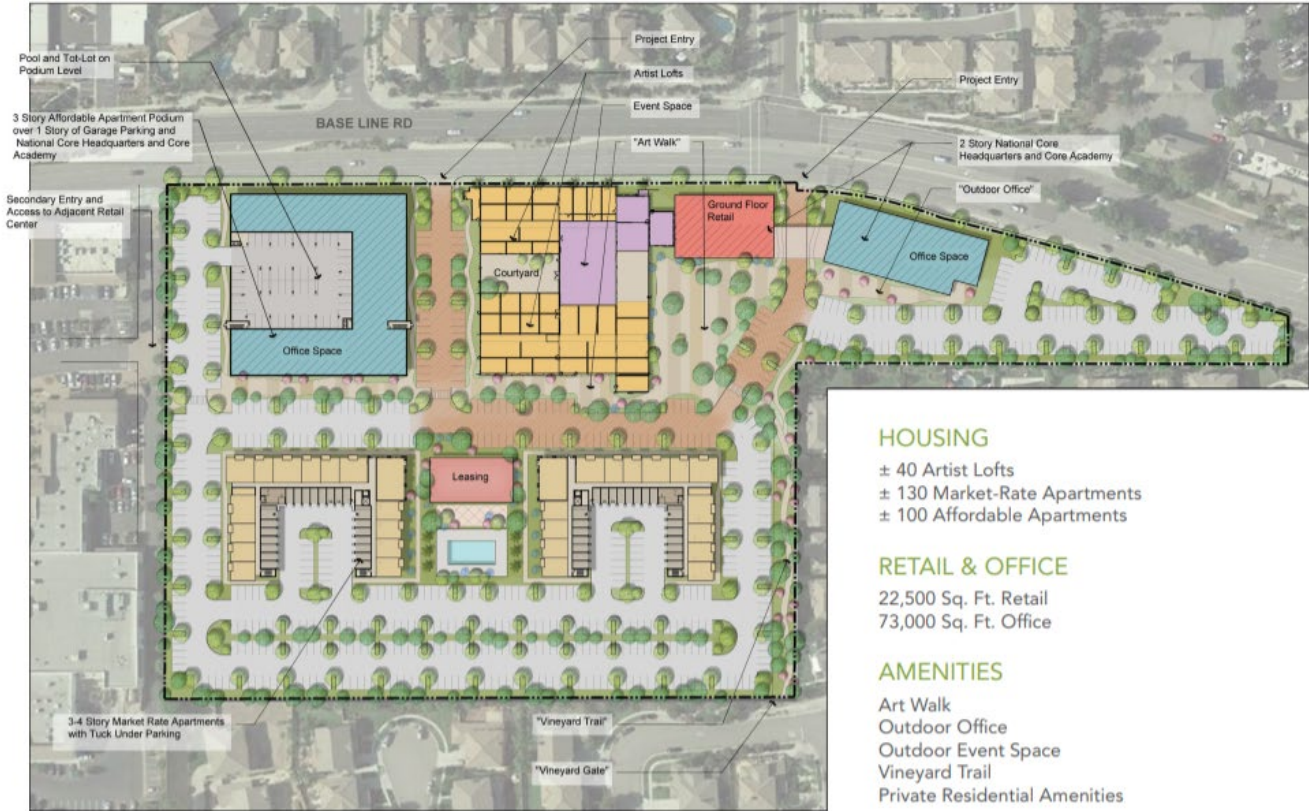 Project Entry
Pool and Tot-Lot on
Podium Level
Artist Lofts
Project Entry
Event Space
3 Story Affordable Apartment Podium
over 1 Story of Garage Parking and
National Core Headquarters and Core
Academy
BASE LINE RD
"Art Walk"
2 Story National Core
Headquarters and Core Academy
"Outdoor Office"
Secondary Entry and
Access to Adjacent Retail
Center
Ground Floor
Retail
Courtyard
Office Space
Office Space
Leasing
3-4 Story Market Rate Apartments
with Tuck Under Parking
"Vineyard Trail"
"Vineyard Gate"
HOUSING
± 40 Artist Lofts
± 130 Market-Rate Apartments
± 100 Affordable Apartments
RETAIL & OFFICE
22,500 Sq. Ft. Retail
73,000 Sq. Ft. Office
AMENITIES
Art Walk
Outdoor Office
Outdoor Event Space
Vineyard Trail
Private Residential Amenities